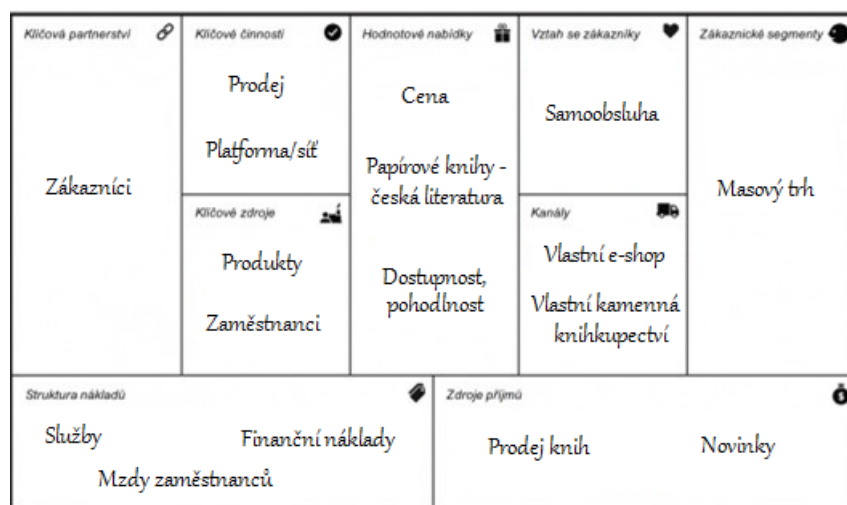 Klíčová partnerství
Zákazníci
Klíčové činnosti
Prodej
Platforma/síť
Klíčové zdroje
Produkty
Zaměstnanci
Hodnotové nabídky
Cena
Papírové knihy -
česká literatura
Dostupnost,
pohodlnost
Vztah se zákazníky
Samoobsluha
Kanály
Vlastní e-shop
Vlastní kamenná
knihkupectví
Zákaznické segmenty
Masový trh
Struktura nákladů
Služby
Finanční náklady
Mzdy zaměstnanců
Zdroje příjmů
Prodej knih
Novinky